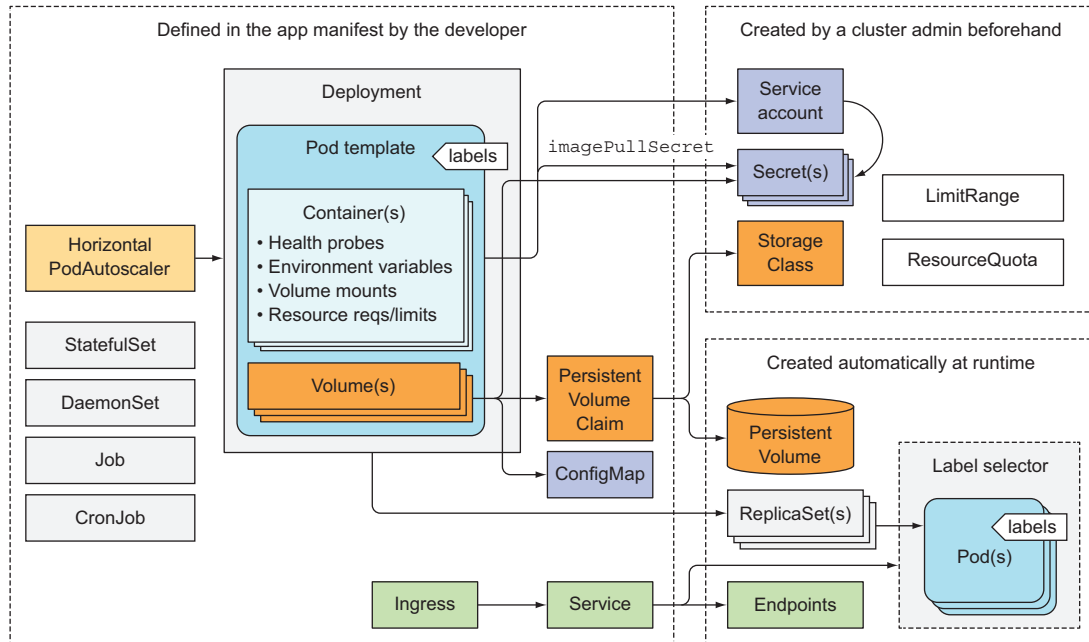 Defined in the app manifest by the developer
Deployment
Pod template
labels
Container(s)
• Health probes
• Environment variables
• Volume mounts
• Resource reqs/limits
Volume(s)
Horizontal
PodAutoscaler
StatefulSet
DaemonSet
Job
CronJob
Persistent
Volume
Claim
ConfigMap
Ingress
Service
imagePullSecret
Created by a cluster admin beforehand
Service
account
Secret(s)
Storage
Class
LimitRange
ResourceQuota
Created automatically at runtime
Persistent
Volume
ReplicaSet(s)
Endpoints
Label selector
labels
Pod(s)